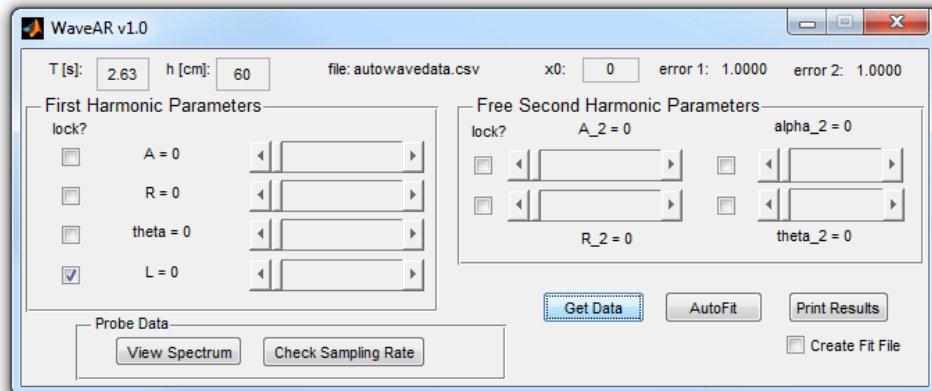 WaveAR v1.0
T [s]: 2.63 h [cm]: 60 file: autowavedata.csv x0: 0 error 1: 1.0000 error 2: 1.0000
First Harmonic Parameters
lock?
A = 0
R = 0
theta = 0
L = 0
Free Second Harmonic Parameters
lock? A_2 = 0 alpha_2 = 0
R_2 = 0 theta_2 = 0
Get Data AutoFit Print Results
Create Fit File
Probe Data
View Spectrum Check Sampling Rate